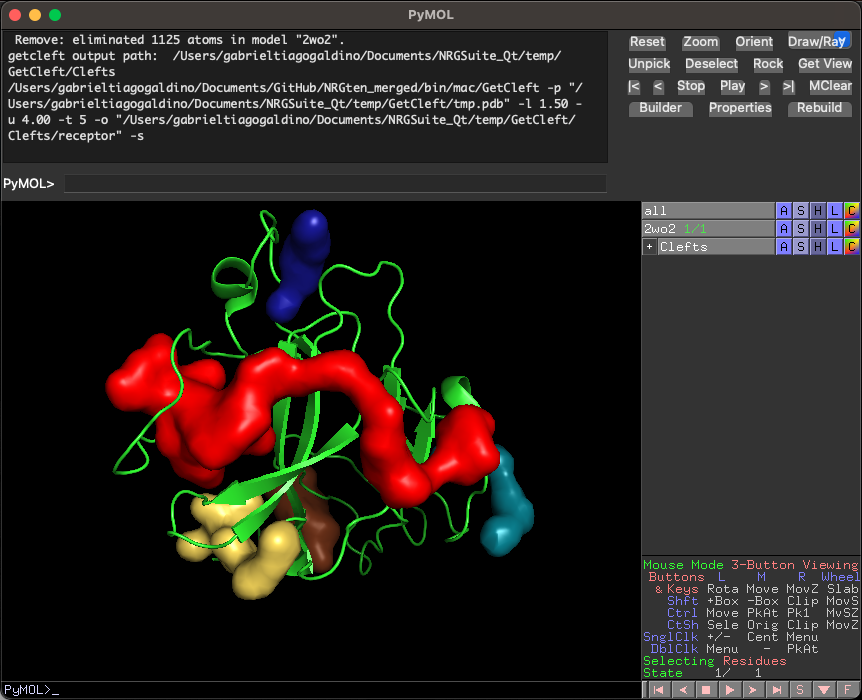 PyMOL
Remove: eliminated 1125 atoms in model "2wo2".
getcleft output path:  /Users/gabrieltiagogaldino/Documents/NRGSuite_Qt/temp/
GetCleft/Clefts
/Users/gabrieltiagogaldino/Documents/GitHub/NRGten_merged/bin/mac/GetCleft -p "/
Users/gabrieltiagogaldino/Documents/NRGSuite_Qt/temp/GetCleft/tmp.pdb" -l 1.50 -
u 4.00 -t 5 -o "/Users/gabrieltiagogaldino/Documents/NRGSuite_Qt/temp/GetCleft/
Clefts/receptor" -s
Reset Zoom Orient Draw/Ray
Unpick Deselect Rock Get View
|< < Stop Play > >| MClear
Builder Properties Rebuild
PyMOL>
all A S H L C
2wo2 1/1 A S H L C
+ Clefts A S H L C
Mouse Mode 3-Button Viewing
Buttons L M R Wheel
& Keys Rota Move MovZ Slab
Shft +Box -Box Clip MovS
Ctrl Move PkAt Pk1 MvSZ
CtSh Sele Orig Clip MovZ
SnglClk +/- Cent Menu
DblClk Menu - PkAt
Selecting Residues
State 1/ 1
PyMOL>_
S F